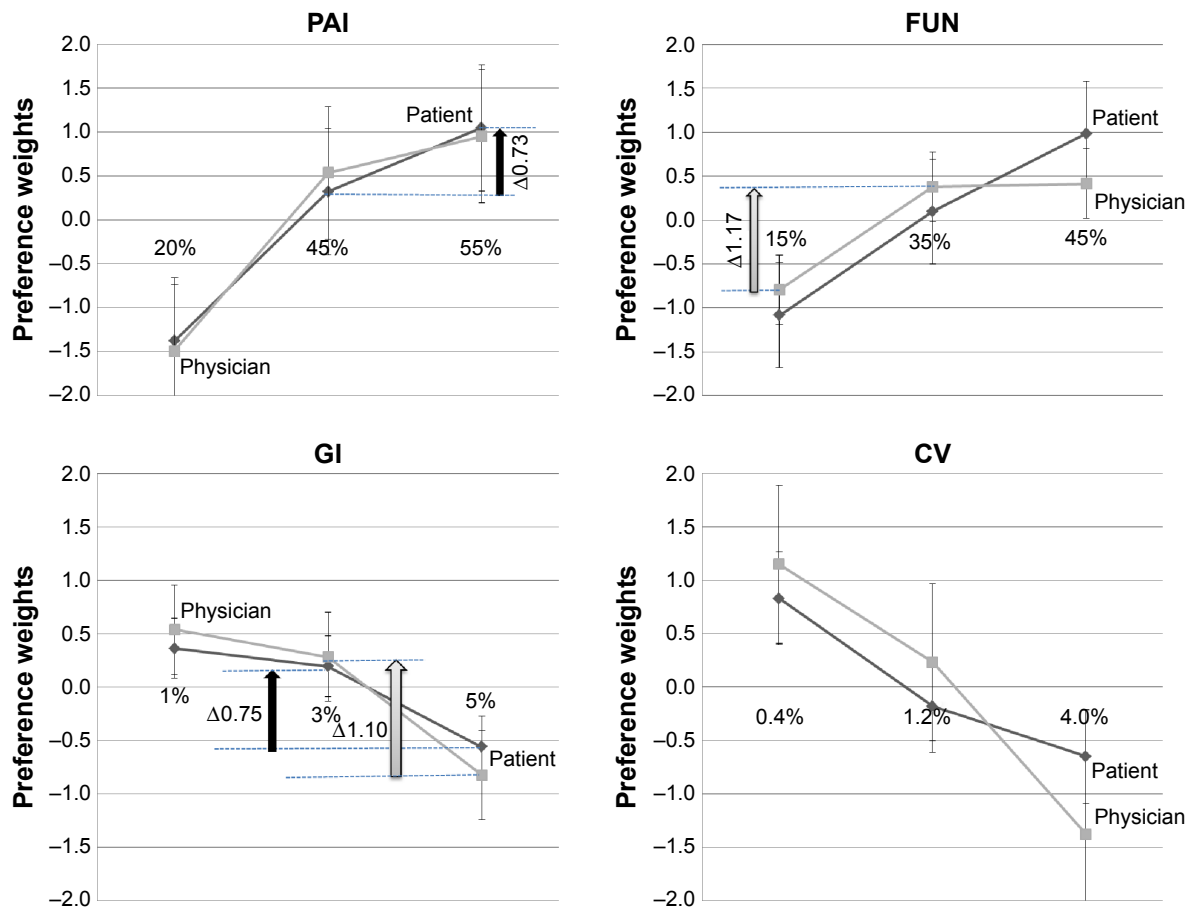 PAI
Preference weights
2.0
1.5
1.0
0.5
0.0
–0.5
–1.0
–1.5
–2.0
20%
45%
55%
Patient
Physician
Δ0.73
FUN
Preference weights
2.0
1.5
1.0
0.5
0.0
–0.5
–1.0
–1.5
–2.0
15%
35%
45%
Patient
Physician
Δ1.17
GI
Preference weights
2.0
1.5
1.0
0.5
0.0
–0.5
–1.0
–1.5
–2.0
Physician
1%
3%
5%
Δ0.75
Δ1.10
Patient
CV
Preference weights
2.0
1.5
1.0
0.5
0.0
–0.5
–1.0
–1.5
–2.0
0.4%
1.2%
4.0%
Patient
Physician